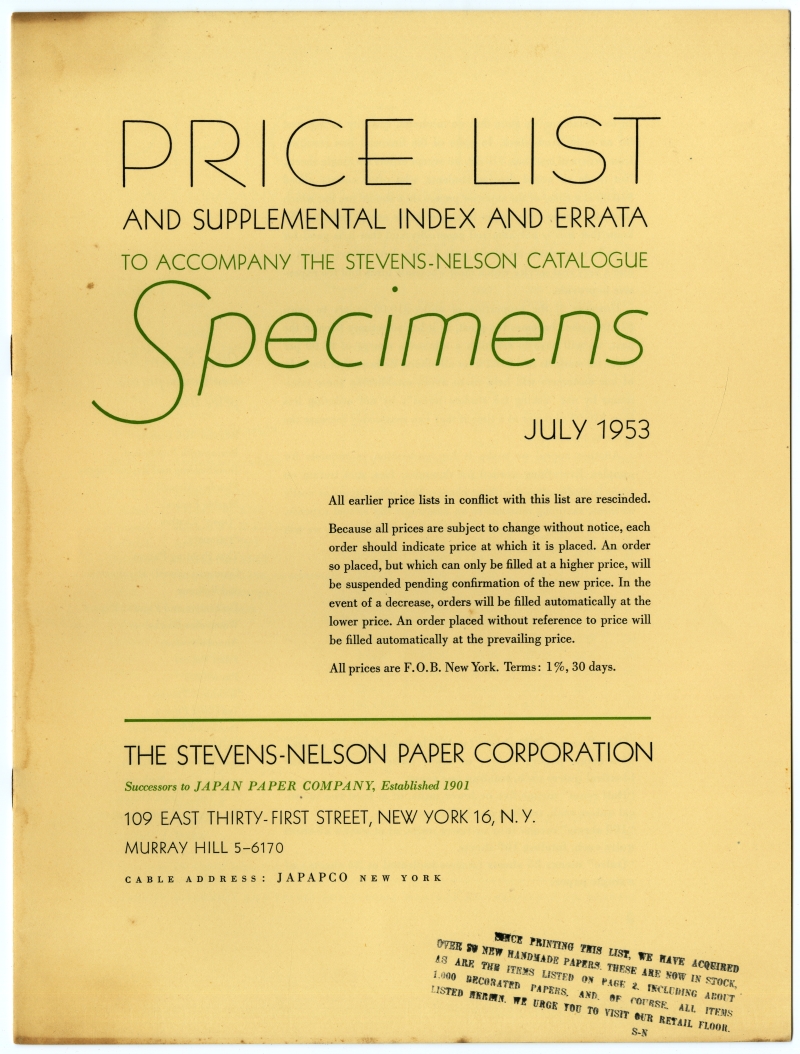 PRICE LIST
AND SUPPLEMENTAL INDEX AND ERRATA
TO ACCOMPANY THE STEVENS-NELSON CATALOGUE
Specimens
JULY 1953
All earlier price lists in conflict with this list are rescinded.
Because all prices are subject to change without notice, each
order should indicate price at which it is placed. An order
so placed, but which can only be filled at a higher price, will
be suspended pending confirmation of the new price. In the
event of a decrease, orders will be filled automatically at the
lower price. An order placed without reference to price will
be filled automatically at the prevailing price.
All prices are F.O.B. New York. Terms: 1%, 30 days.
THE STEVENS-NELSON PAPER CORPORATION
Successors to JAPAN PAPER COMPANY, Established 1901
109 EAST THIRTY-FIRST STREET, NEW YORK 16, N.Y.
MURRAY HILL 5-6170
CABLE ADDRESS: JAPAPCO NEW YORK
SINCE PRINTING THIS LIST, WE HAVE ACQUIRED
OVER NEW HANDMADE PAPERS. THESE ARE NOW IN STOCK,
AS ARE THE ITEMS LISTED ON PAGE 2. INCLUDING ABOUT
1,000 DECORATED PAPERS. AND, OF COURSE, ALL ITEMS
LISTED HEREIN. WE URGE YOU TO VISIT OUR RETAIL FLOOR.
S-N